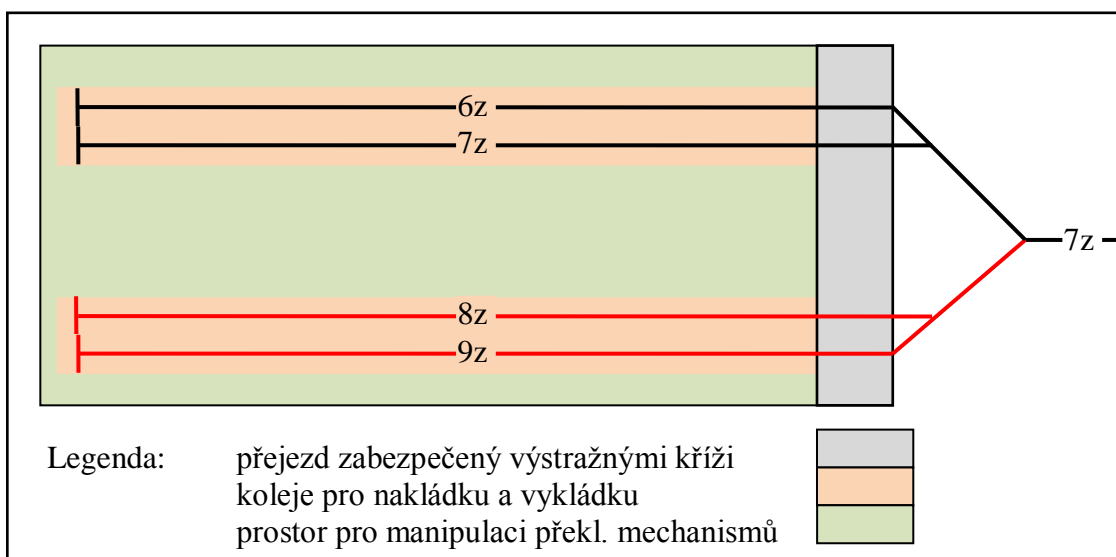 6z
7z
7z
8z
9z
Legenda: přejezd zabezpečený výstražnými kříži
koleje pro nakládku a vykládku
prostor pro manipulaci překl. mechanismů